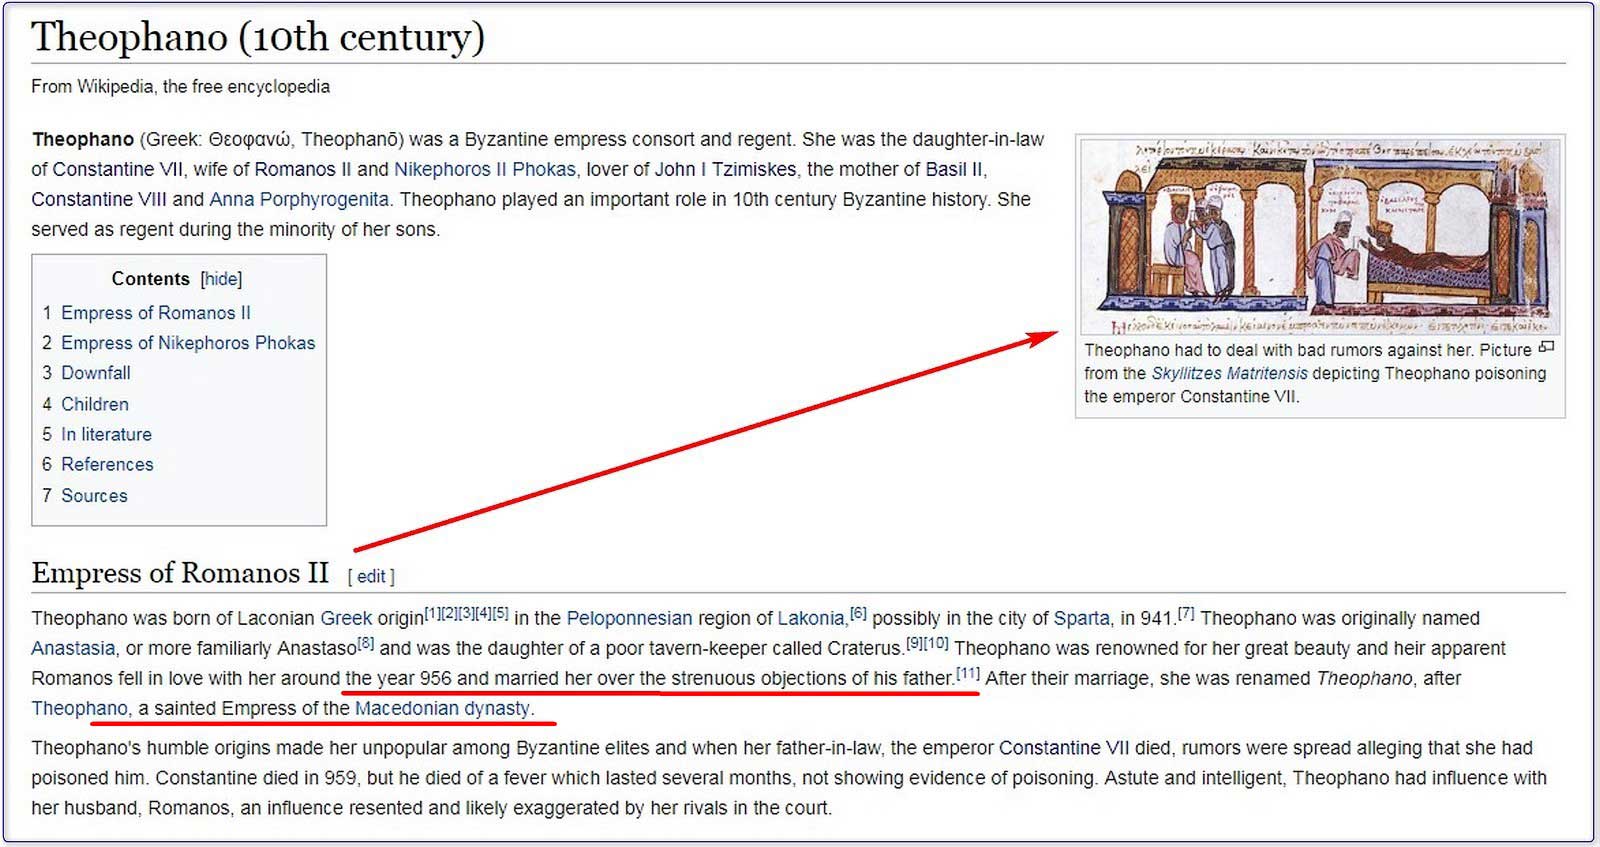 Theophano (10th century)
From Wikipedia, the free encyclopedia
Theophano (Greek: Θεοφανώ, Theophanō) was a Byzantine empress consort and regent. She was the daughter-in-law
of Constantine VII, wife of Romanos II and Nikephoros II Phokas, lover of John I Tzimiskes, the mother of Basil II,
Constantine VIII and Anna Porphyrogenita. Theophano played an important role in 10th century Byzantine history. She
served as regent during the minority of her sons.
Theophano had to deal with bad rumors against her. Picture
from the Skyllitzes Matritensis depicting Theophano poisoning
the emperor Constantine VII.
Contents [hide]
1 Empress of Romanos II
2 Empress of Nikephoros Phokas
3 Downfall
4 Children
5 In literature
6 References
7 Sources
Empress of Romanos II [ edit ]
Theophano was born of Laconian Greek origin[1][2][3][4][5] in the Peloponnesian region of Lakonia,[6] possibly in the city of Sparta, in 941.[7] Theophano was originally named
Anastasia, or more familiarly Anastaso[8] and was the daughter of a poor tavern-keeper called Craterus.[9][10] Theophano was renowned for her great beauty and heir apparent
Romanos fell in love with her around the year 956 and married her over the strenuous objections of his father.[11] After their marriage, she was renamed Theophano, after
Theophano, a sainted Empress of the Macedonian dynasty.
Theophano's humble origins made her unpopular among Byzantine elites and when her father-in-law, the emperor Constantine VII died, rumors were spread alleging that she had
poisoned him. Constantine died in 959, but he died of a fever which lasted several months, not showing evidence of poisoning. Astute and intelligent, Theophano had influence with
her husband, Romanos, an influence resented and likely exaggerated by her rivals in the court.